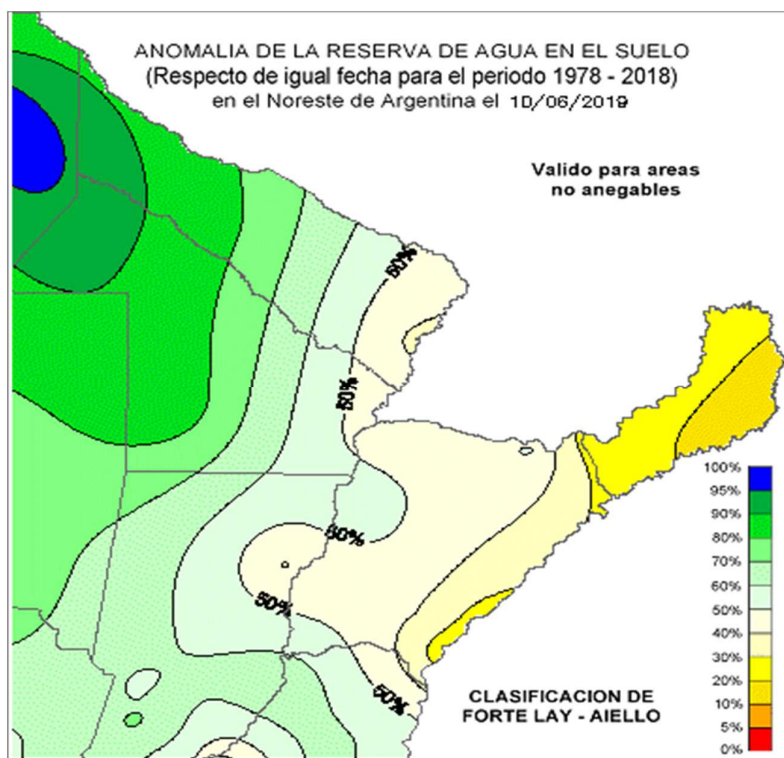 ANOMALIA DE LA RESERVA DE AGUA EN EL SUELO
(Respecto de igual fecha para el periodo 1978 - 2018)
en el Noreste de Argentina el 10/06/2019
Valido para areas
no anegables
50%
50%
50%
50%
50%
100%
95%
90%
80%
70%
60%
50%
40%
30%
20%
10%
5%
0%
CLASIFICACION DE
FORTE LAY - AIELLO